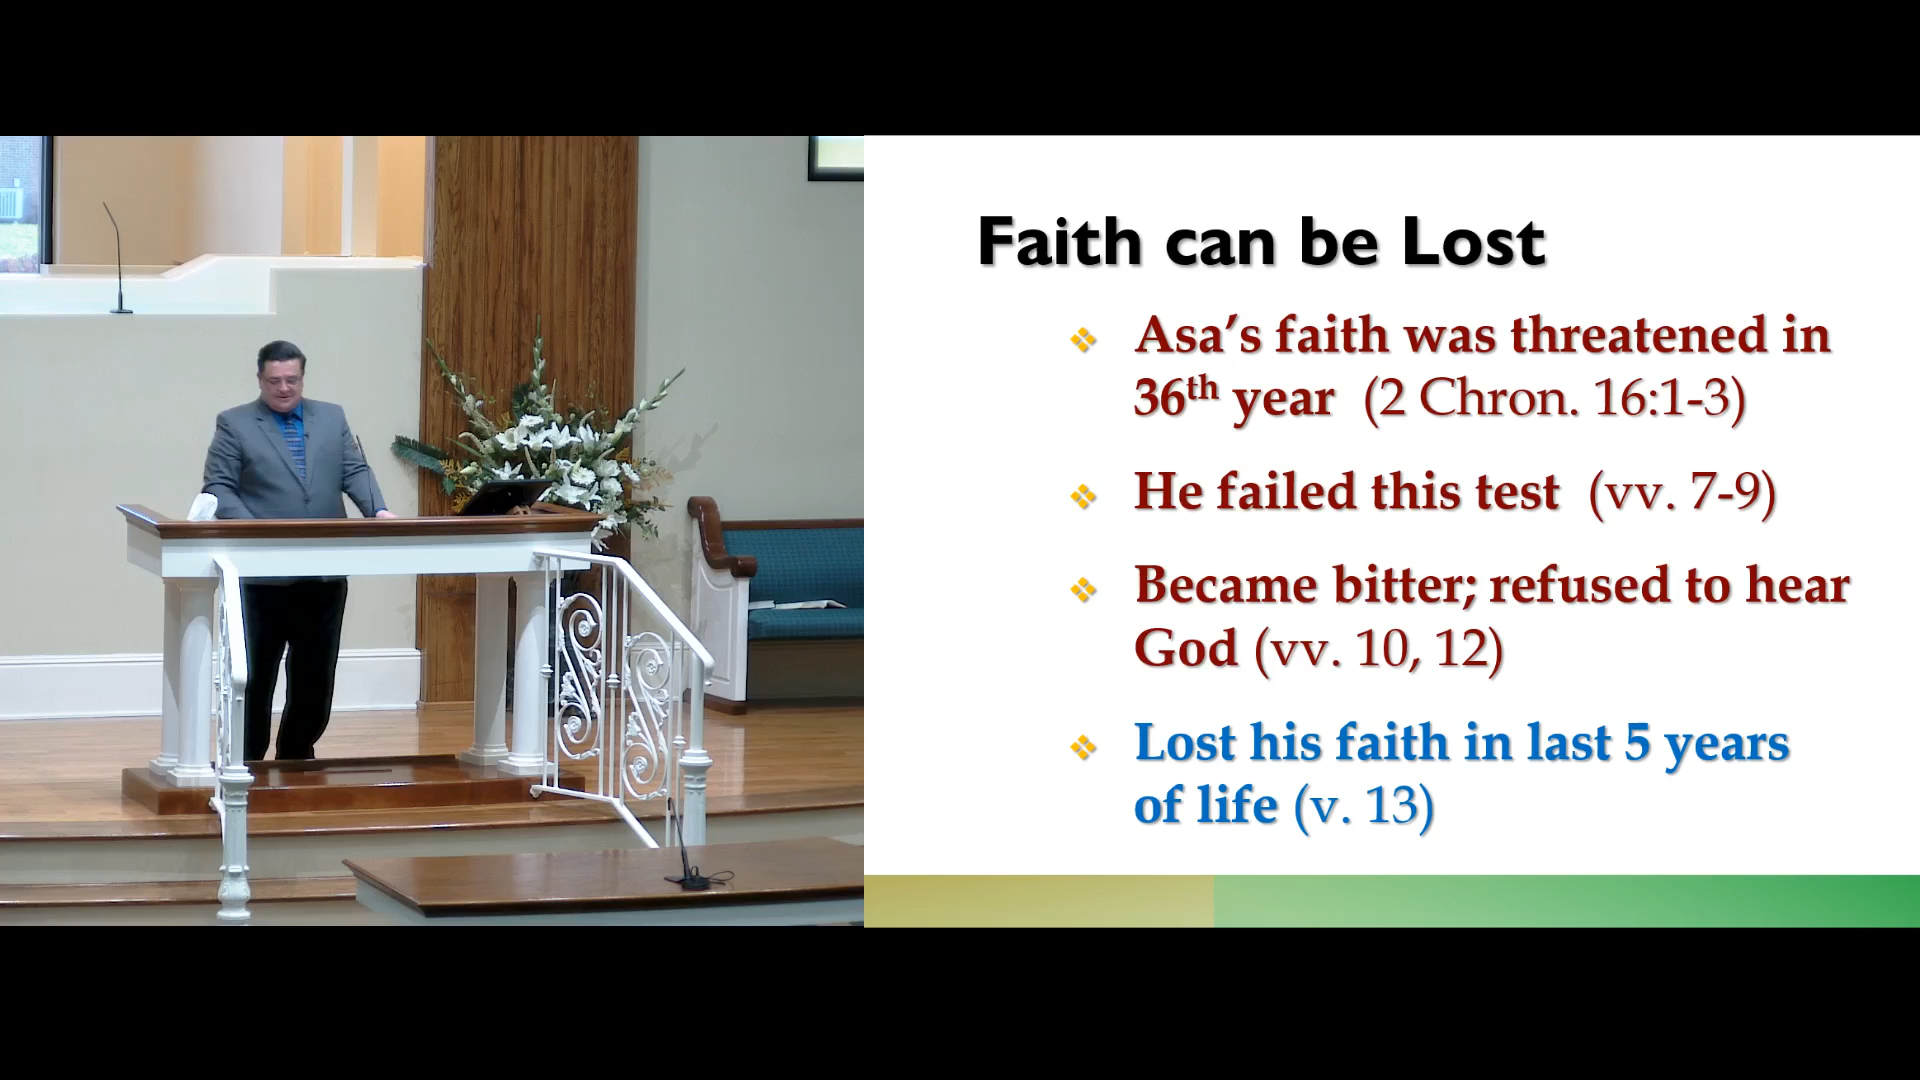 Faith can be Lost
Asa’s faith was threatened in
36th year (2 Chron. 16:1-3)
He failed this test (vv. 7-9)
Became bitter; refused to hear
God (vv. 10, 12)
Lost his faith in last 5 years
of life (v. 13)